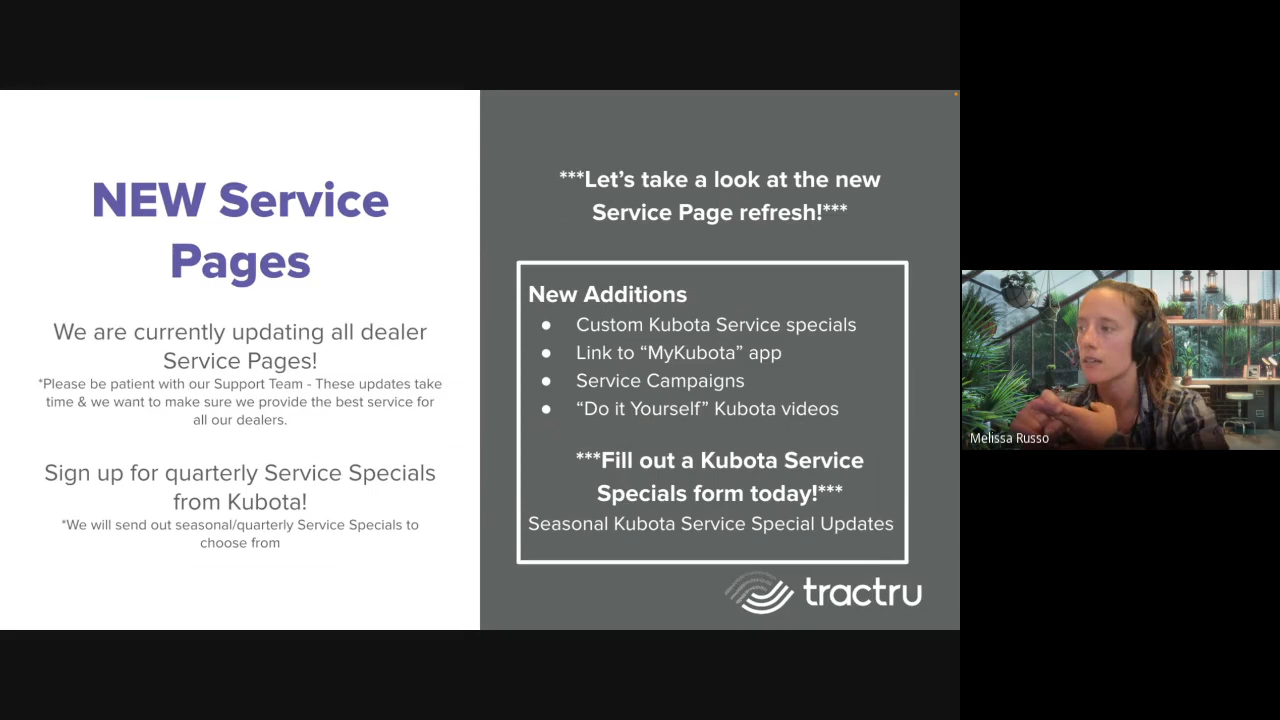 NEW Service
Pages
We are currently updating all dealer
Service Pages!
*Please be patient with our Support Team - These updates take
time & we want to make sure we provide the best service for
all our dealers.
Sign up for quarterly Service Specials
from Kubota!
*We will send out seasonal/quarterly Service Specials to
choose from
***Let’s take a look at the new
Service Page refresh!***
New Additions
● Custom Kubota Service specials
● Link to “MyKubota” app
● Service Campaigns
● “Do it Yourself” Kubota videos
***Fill out a Kubota Service
Specials form today!***
Seasonal Kubota Service Special Updates
tractru
Melissa Russo